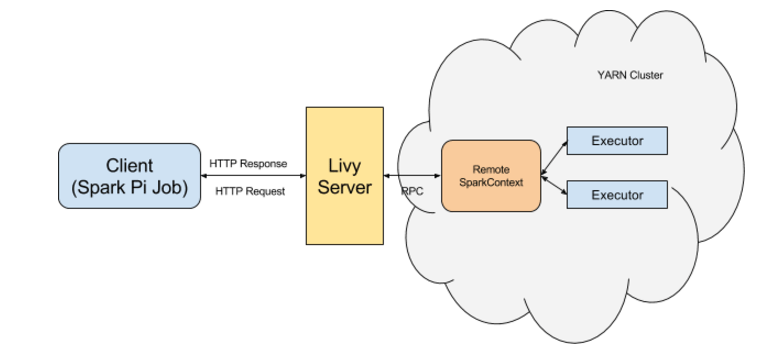 YARN Cluster
Client
(Spark Pi Job)
HTTP Response
HTTP Request
Livy
Server
RPC
Remote
SparkContext
Executor
Executor